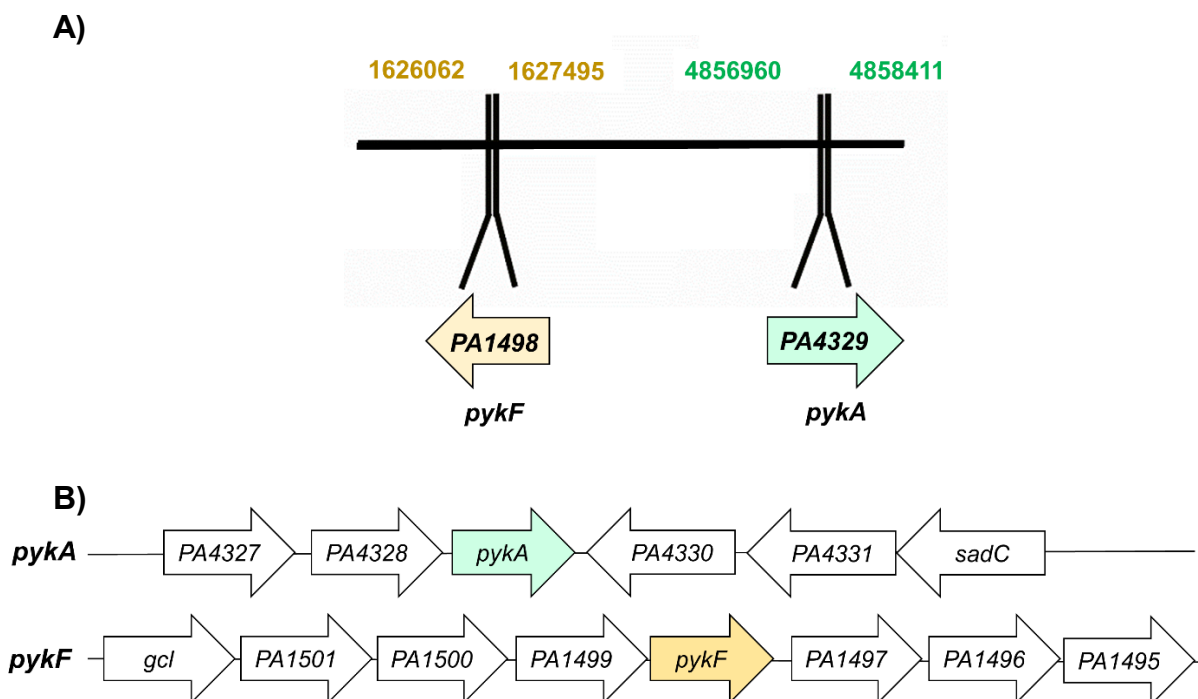 A)
1626062 1627495 4856960 4858411
PA1498 PA4329
pykF pykA
B)
pykA PA4327 PA4328 pykA PA4330 PA4331 sadC
pykF gcl PA1501 PA1500 PA1499 pykF PA1497 PA1496 PA1495